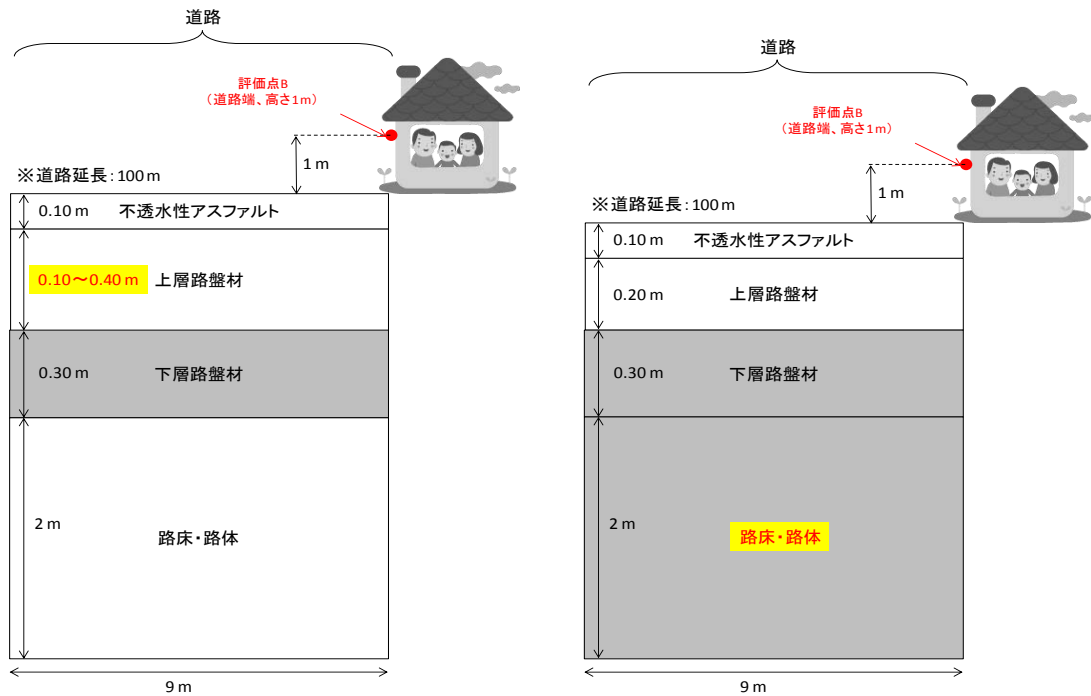 道路
評価点B
（道路端、高さ1m）
1 m
※道路延長：100 m
0.10 m 不透水性アスファルト
0.10～0.40 m 上層路盤材
0.30 m 下層路盤材
2 m
路床・路体
9 m
道路
評価点B
（道路端、高さ1m）
1 m
※道路延長：100 m
0.10 m 不透水性アスファルト
0.20 m 上層路盤材
0.30 m 下層路盤材
2 m
路床・路体
9 m